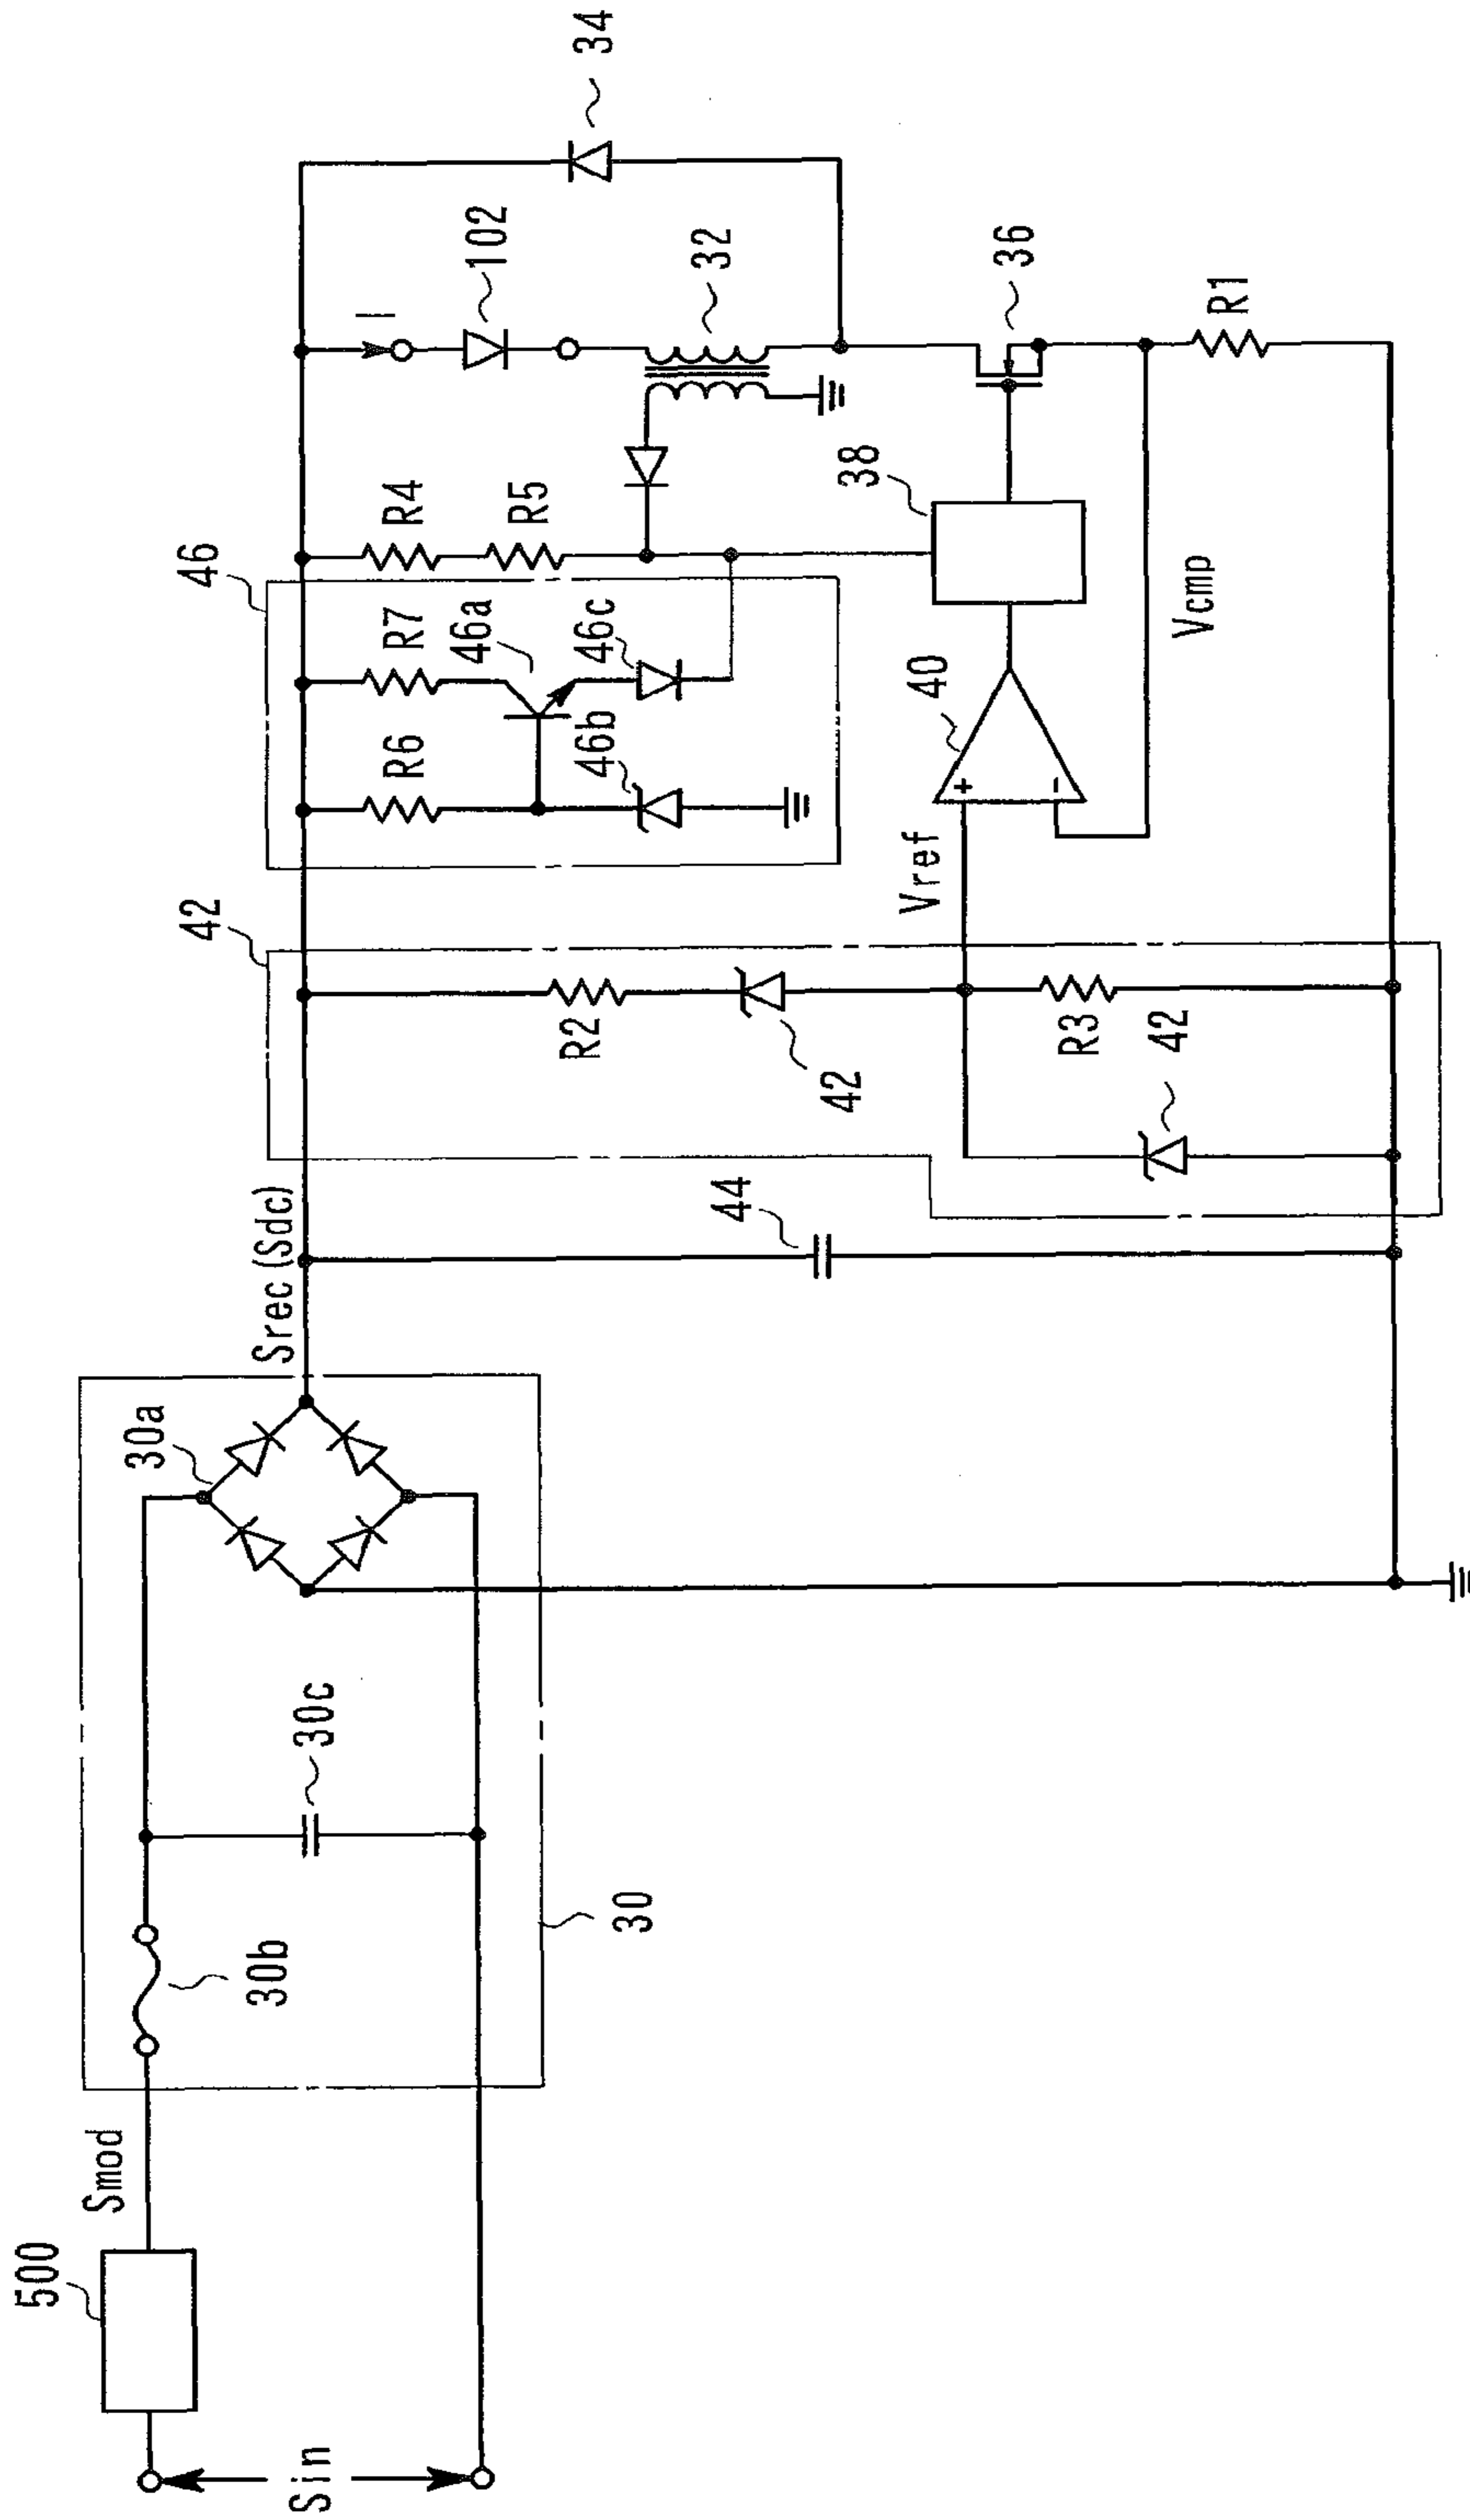 500
Sin
Smod
30b
30c
30
30a
Srec (Sdc)
44
42
R2
42
R3
42
Vref
46
R6
R7
46a
46b
46c
R4
R5
40
38
Vcmp
I
102
32
34
36
R1
+
-